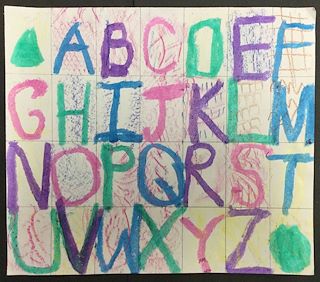 ABCDEF
GHIJKLM
NOPQRST
UVWXYZ